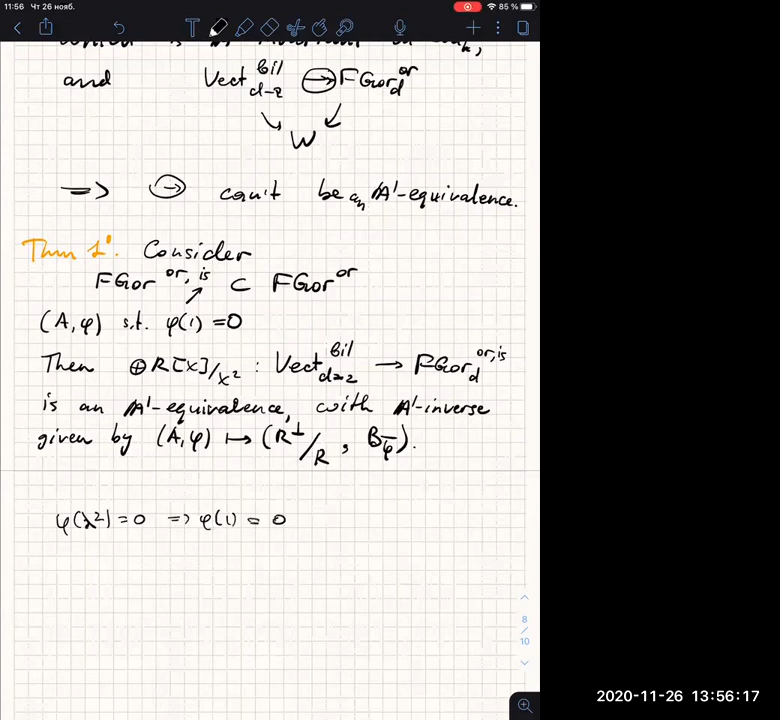 11:56 Чт 26 нояб.
85 %
and Vect^{Bil}_{d-2} → FGor^{or}_d
W
=> → can't be an A¹-equivalence.
Thm 1'. Consider
FGor^{or, is} ⊂ FGor^{or}
(A, φ) s.t. φ(1) = 0
Then ⊕ R[x]/x² : Vect^{Bil}_{d-2} → FGor^{or, is}_d
is an A¹-equivalence, with A¹-inverse
given by (A, φ) ↦ (R^⊥/R, B_φ̄).
φ(λ²) = 0 => φ(1) = 0
8 / 10
2020-11-26 13:56:17